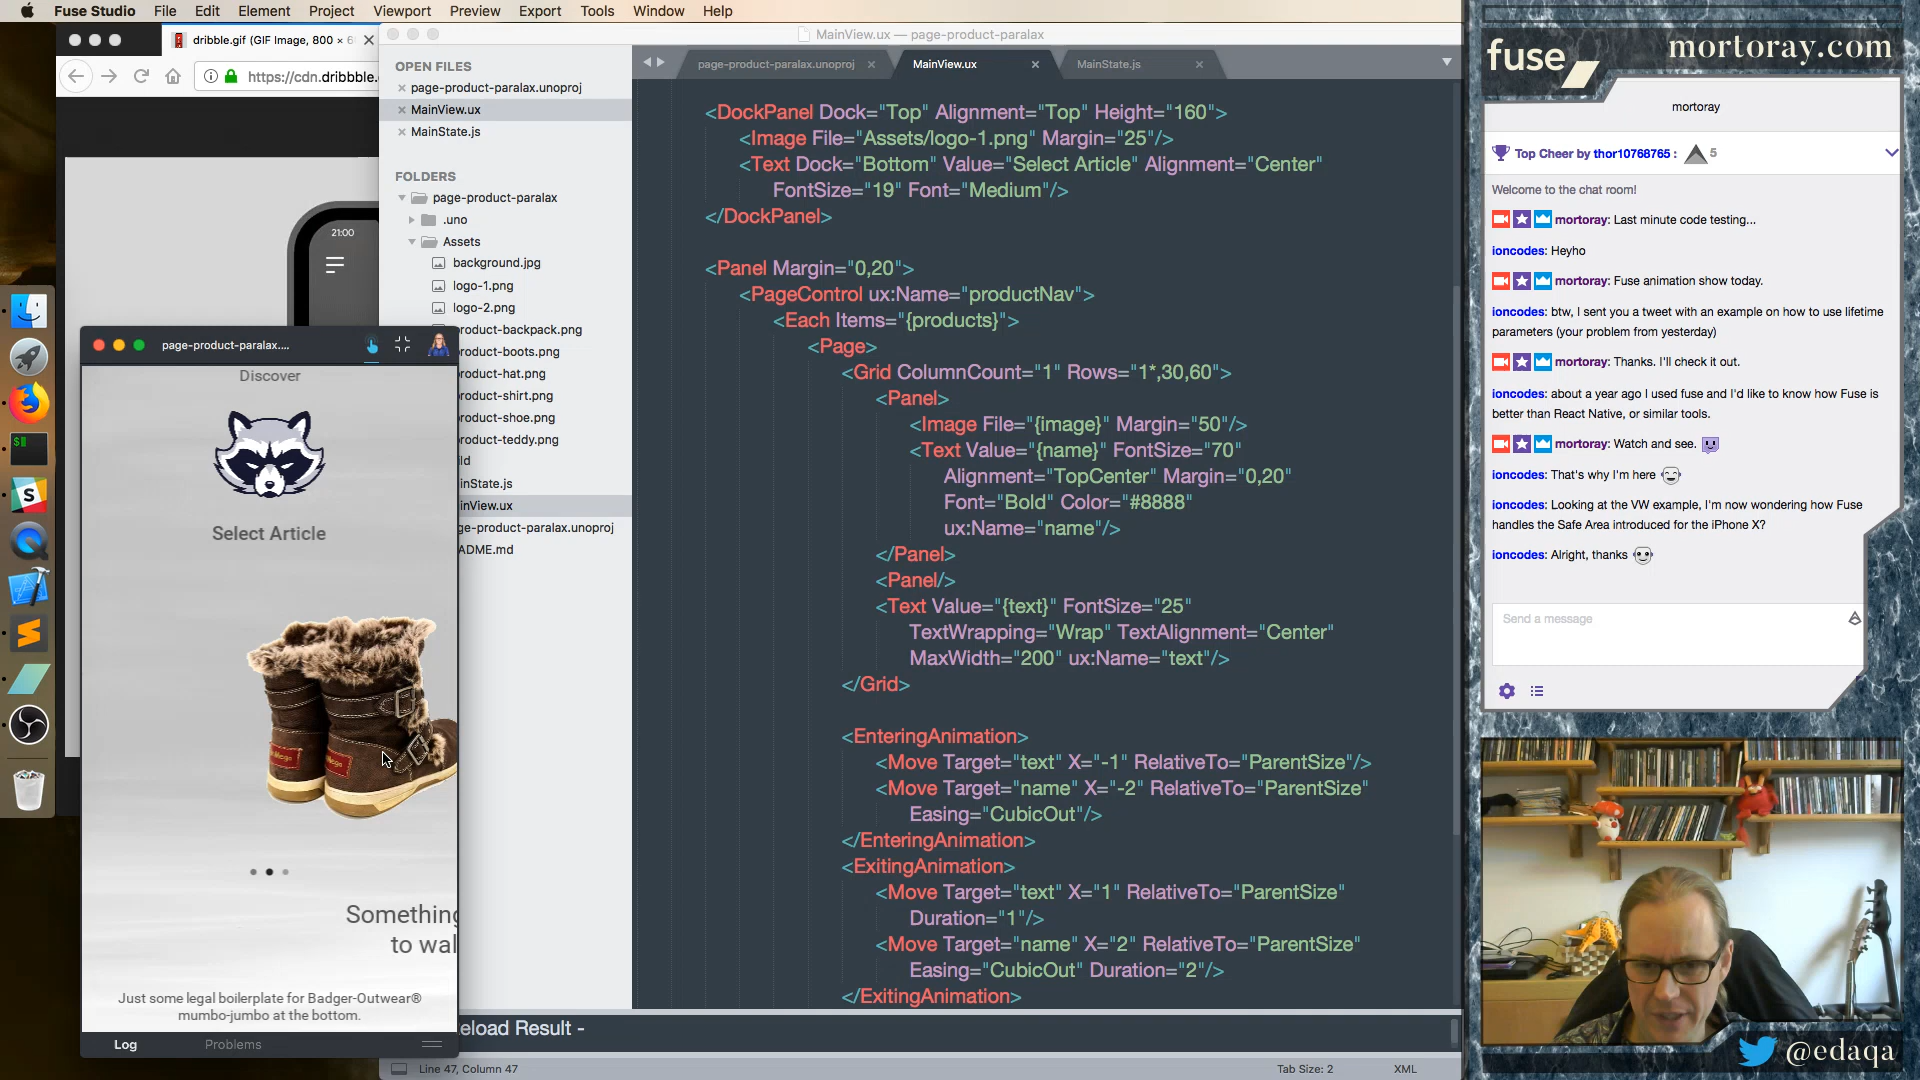 Fuse Studio File Edit Element Project Viewport Preview Export Tools Window Help
dribble.gif (GIF Image, 800 × 6
https://cdn.dribbble.
21:00
MainView.ux — page-product-paralax
OPEN FILES
page-product-paralax.unoproj
MainView.ux
MainState.js
FOLDERS
page-product-paralax
.uno
Assets
background.jpg
logo-1.png
logo-2.png
product-backpack.png
product-boots.png
product-hat.png
product-shirt.png
product-shoe.png
product-teddy.png
ild
inState.js
inView.ux
ge-product-paralax.unoproj
ADME.md
page-product-paralax....
Discover
Select Article
Something
to wal
Just some legal boilerplate for Badger-Outwear®
mumbo-jumbo at the bottom.
Log Problems
page-product-paralax.unoproj MainView.ux MainState.js
<DockPanel Dock="Top" Alignment="Top" Height="160">
<Image File="Assets/logo-1.png" Margin="25"/>
<Text Dock="Bottom" Value="Select Article" Alignment="Center"
FontSize="19" Font="Medium"/>
</DockPanel>
<Panel Margin="0,20">
<PageControl ux:Name="productNav">
<Each Items="{products}">
<Page>
<Grid ColumnCount="1" Rows="1*,30,60">
<Panel>
<Image File="{image}" Margin="50"/>
<Text Value="{name}" FontSize="70"
Alignment="TopCenter" Margin="0,20"
Font="Bold" Color="#8888"
ux:Name="name"/>
</Panel>
<Panel/>
<Text Value="{text}" FontSize="25"
TextWrapping="Wrap" TextAlignment="Center"
MaxWidth="200" ux:Name="text"/>
</Grid>
<EnteringAnimation>
<Move Target="text" X="-1" RelativeTo="ParentSize"/>
<Move Target="name" X="-2" RelativeTo="ParentSize"
Easing="CubicOut"/>
</EnteringAnimation>
<ExitingAnimation>
<Move Target="text" X="1" RelativeTo="ParentSize"
Duration="1"/>
<Move Target="name" X="2" RelativeTo="ParentSize"
Easing="CubicOut" Duration="2"/>
</ExitingAnimation>
eload Result -
Line 47, Column 47
Tab Size: 2 XML
fuse
mortoray.com
mortoray
Top Cheer by thor10768765 : 5
Welcome to the chat room!
mortoray: Last minute code testing...
ioncodes: Heyho
mortoray: Fuse animation show today.
ioncodes: btw, I sent you a tweet with an example on how to use lifetime
parameters (your problem from yesterday)
mortoray: Thanks. I'll check it out.
ioncodes: about a year ago I used fuse and I'd like to know how Fuse is
better than React Native, or similar tools.
mortoray: Watch and see.
ioncodes: That's why I'm here
ioncodes: Looking at the VW example, I'm now wondering how Fuse
handles the Safe Area introduced for the iPhone X?
ioncodes: Alright, thanks
Send a message
@edaqa